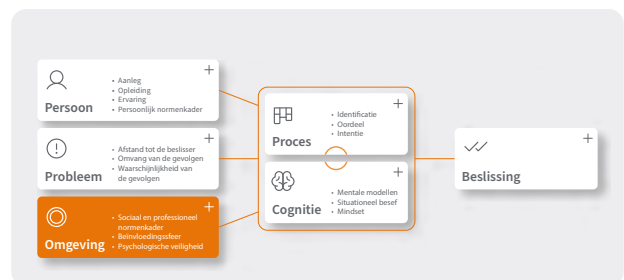 Persoon
• Aanleg
• Opleiding
• Ervaring
• Persoonlijk normenkader
Probleem
• Afstand tot de beslisser
• Omvang van de gevolgen
• Waarschijnlijkheid van
de gevolgen
Omgeving
• Sociaal en professioneel
normenkader
• Beïnvloedingssfeer
• Psychologische veiligheid
Proces
• Identificatie
• Oordeel
• Intentie
Cognitie
• Mentale modellen
• Situationeel besef
• Mindset
Beslissing